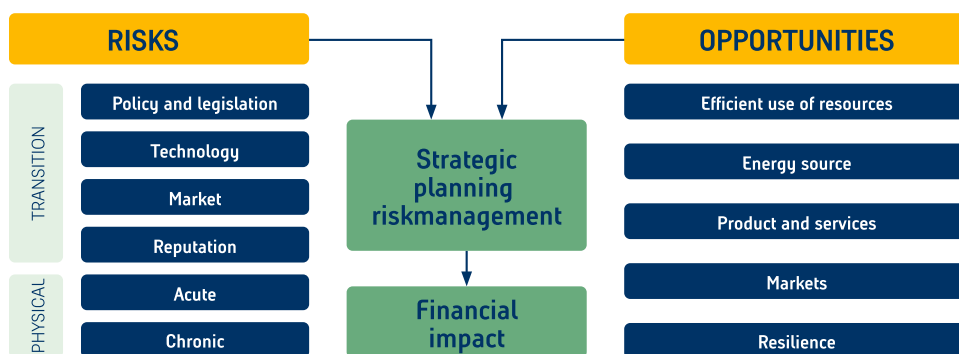 RISKS
TRANSITION
Policy and legislation
Technology
Market
Reputation
PHYSICAL
Acute
Chronic
Strategic
planning
riskmanagement
Financial
impact
OPPORTUNITIES
Efficient use of resources
Energy source
Product and services
Markets
Resilience